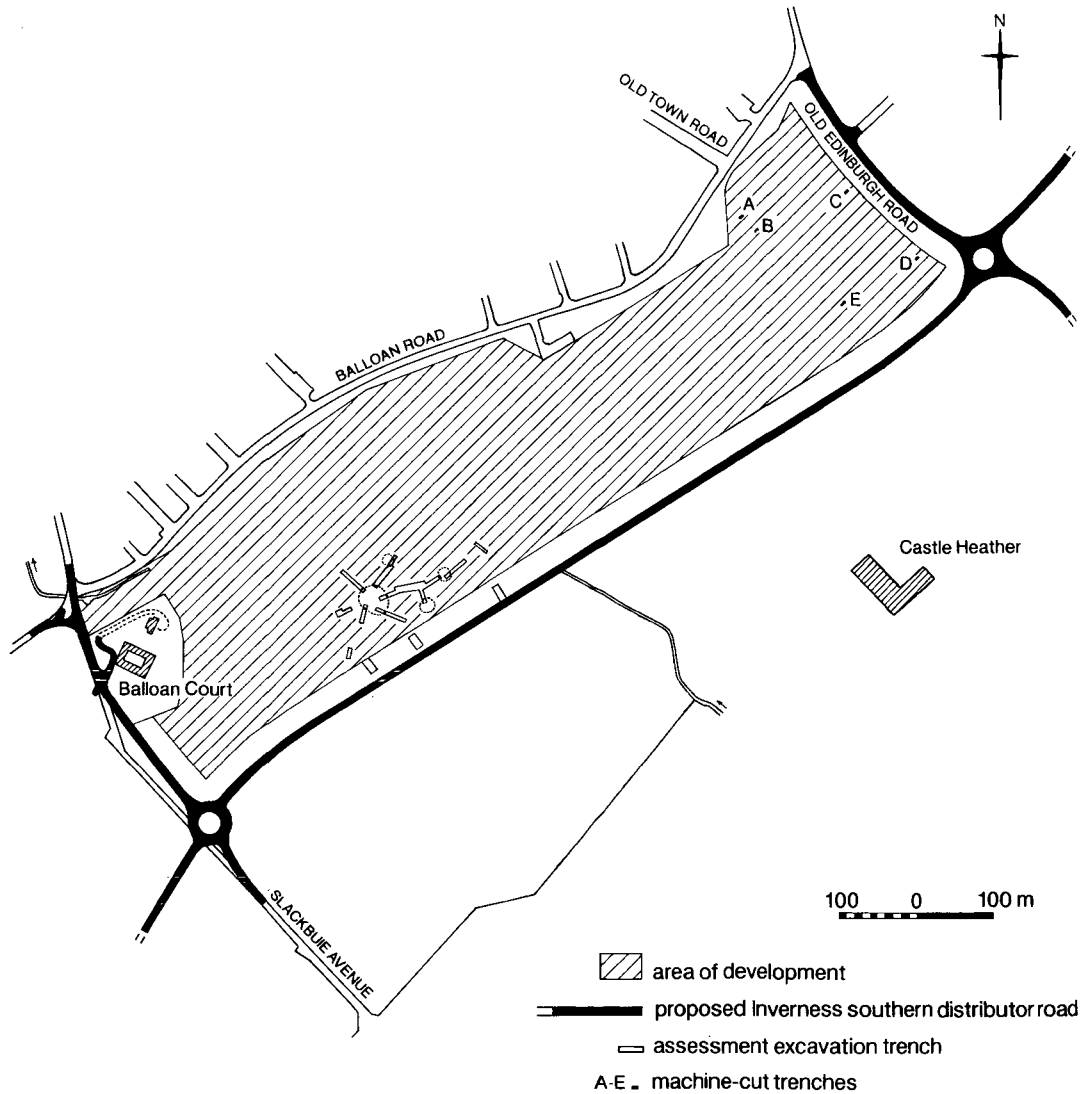 N
OLD TOWN ROAD
OLD EDINBURGH ROAD
A
B
C
D
E
BALLOAN ROAD
Castle Heather
Balloan Court
SLACKBUIE AVENUE
100 0 100 m
area of development
proposed Inverness southern distributor road
assessment excavation trench
A-E machine-cut trenches